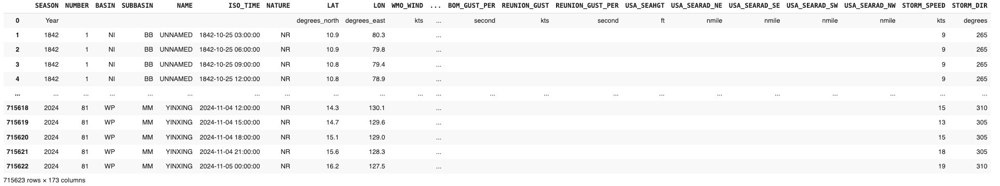 SEASON NUMBER BASIN SUBBASIN NAME ISO_TIME NATURE LAT LON WMO_WIND ... BOM_GUST_PER REUNION_GUST REUNION_GUST_PER USA_SEAHGT USA_SEARAD_NE USA_SEARAD_SE USA_SEARAD_SW USA_SEARAD_NW STORM_SPEED STORM_DIR
0 Year degrees_north degrees_east kts ... second kts second ft nmile nmile nmile nmile kts degrees
1 1842 1 NI BB UNNAMED 1842-10-25 03:00:00 NR 10.9 80.3 ... 9 265
2 1842 1 NI BB UNNAMED 1842-10-25 06:00:00 NR 10.9 79.8 ... 9 265
3 1842 1 NI BB UNNAMED 1842-10-25 09:00:00 NR 10.8 79.4 ... 9 265
4 1842 1 NI BB UNNAMED 1842-10-25 12:00:00 NR 10.8 78.9 ... 9 265
... ... ... ... ... ... ... ... ... ... ... ... ... ... ... ... ... ... ... ... ... ...
715618 2024 81 WP MM YINXING 2024-11-04 12:00:00 NR 14.3 130.1 ... 15 310
715619 2024 81 WP MM YINXING 2024-11-04 15:00:00 NR 14.7 129.6 ... 13 305
715620 2024 81 WP MM YINXING 2024-11-04 18:00:00 NR 15.1 129.0 ... 15 305
715621 2024 81 WP MM YINXING 2024-11-04 21:00:00 NR 15.6 128.3 ... 18 305
715622 2024 81 WP MM YINXING 2024-11-05 00:00:00 NR 16.2 127.5 ... 19 310
715623 rows × 173 columns